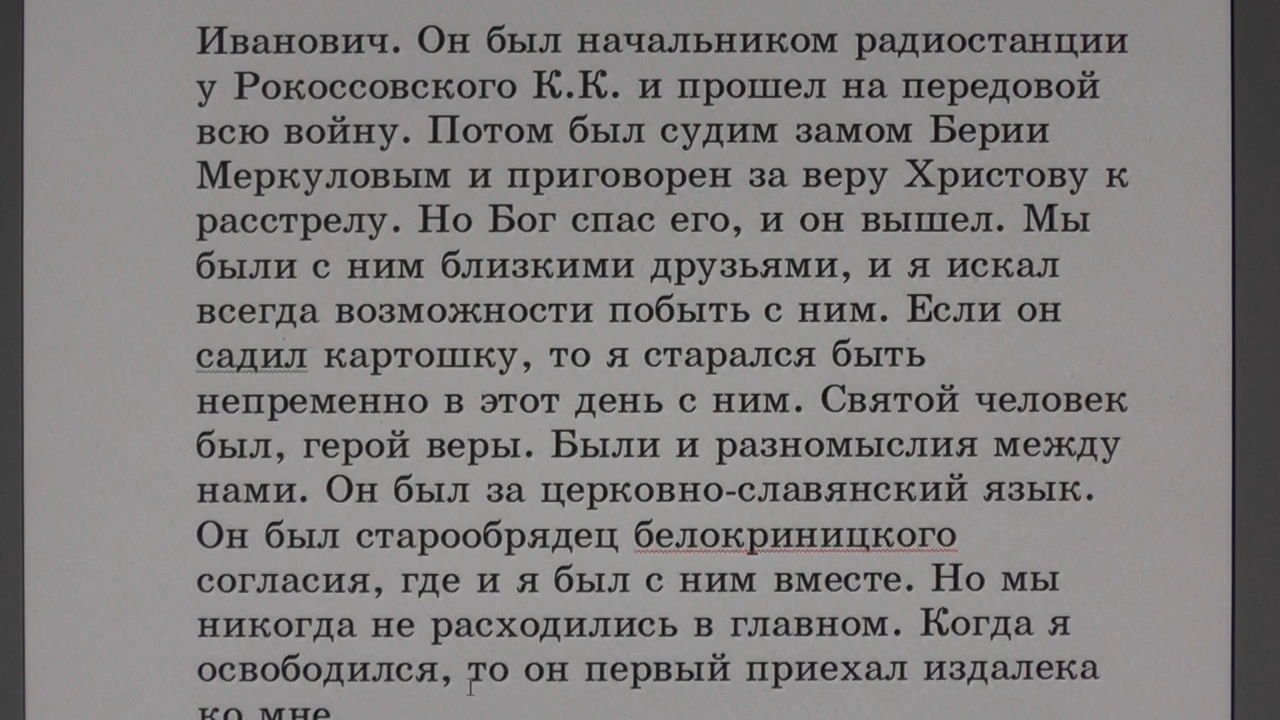 Иванович. Он был начальником радиостанции
у Рокоссовского К.К. и прошел на передовой
всю войну. Потом был судим замом Берии
Меркуловым и приговорен за веру Христову к
расстрелу. Но Бог спас его, и он вышел. Мы
были с ним близкими друзьями, и я искал
всегда возможности побыть с ним. Если он
садил картошку, то я старался быть
непременно в этот день с ним. Святой человек
был, герой веры. Были и разномыслия между
нами. Он был за церковно-славянский язык.
Он был старообрядец белокриницкого
согласия, где и я был с ним вместе. Но мы
никогда не расходились в главном. Когда я
освободился, то он первый приехал издалека
ко мне